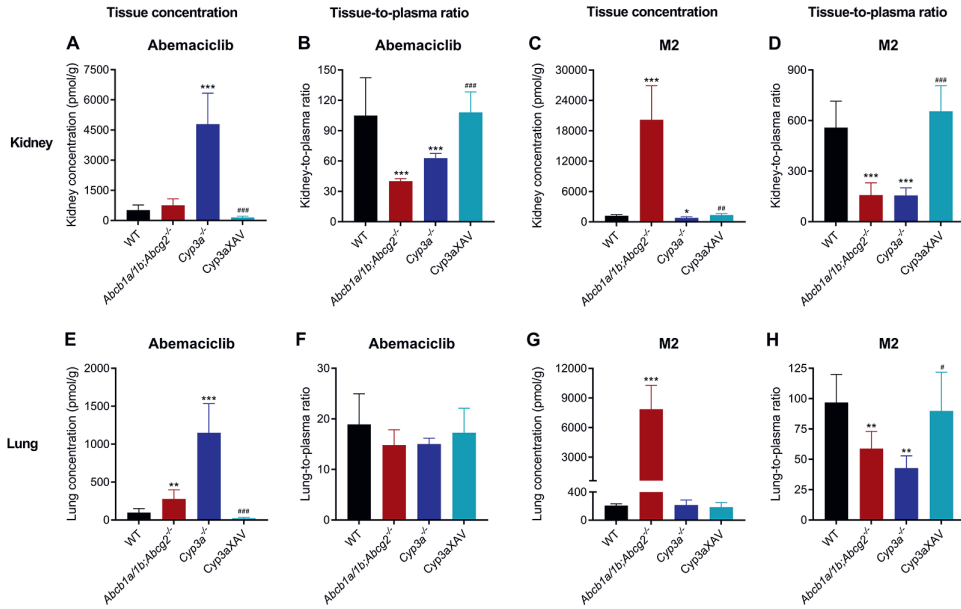 Tissue concentration
Tissue-to-plasma ratio
Tissue concentration
Tissue-to-plasma ratio
Kidney
A
Abemaciclib
Kidney concentration (pmol/g)
7500
6000
4500
3000
1500
0
***
###
WT
Abcb1a/1b;Abcg2-/-
Cyp3a-/-
Cyp3aXAV
B
Abemaciclib
Kidney-to-plasma ratio
150
120
90
60
30
0
***
***
###
WT
Abcb1a/1b;Abcg2-/-
Cyp3a-/-
Cyp3aXAV
C
M2
Kidney concentration (pmol/g)
30000
24000
18000
12000
6000
0
***
*
##
WT
Abcb1a/1b;Abcg2-/-
Cyp3a-/-
Cyp3aXAV
D
M2
Kidney-to-plasma ratio
900
600
300
0
***
***
###
WT
Abcb1a/1b;Abcg2-/-
Cyp3a-/-
Cyp3aXAV
Lung
E
Abemaciclib
Lung concentration (pmol/g)
2000
1500
1000
500
0
**
***
###
WT
Abcb1a/1b;Abcg2-/-
Cyp3a-/-
Cyp3aXAV
F
Abemaciclib
Lung-to-plasma ratio
30
20
10
0
WT
Abcb1a/1b;Abcg2-/-
Cyp3a-/-
Cyp3aXAV
G
M2
Lung concentration (pmol/g)
12000
9000
6000
3000
400
0
***
WT
Abcb1a/1b;Abcg2-/-
Cyp3a-/-
Cyp3aXAV
H
M2
Lung-to-plasma ratio
125
100
75
50
25
0
**
**
#
WT
Abcb1a/1b;Abcg2-/-
Cyp3a-/-
Cyp3aXAV